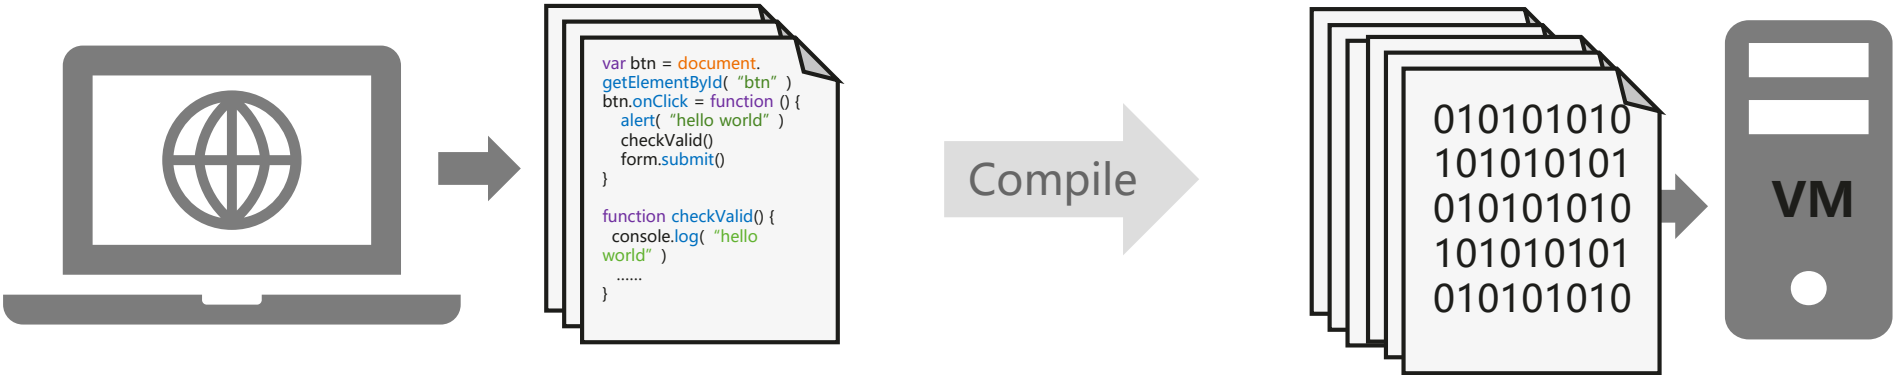 var btn = document.
getElementById( “btn” )
btn.onClick = function () {
alert( “hello world” )
checkValid()
form.submit()
}
function checkValid() {
console.log( “hello
world” )
......
}
Compile
010101010
101010101
010101010
101010101
010101010
VM